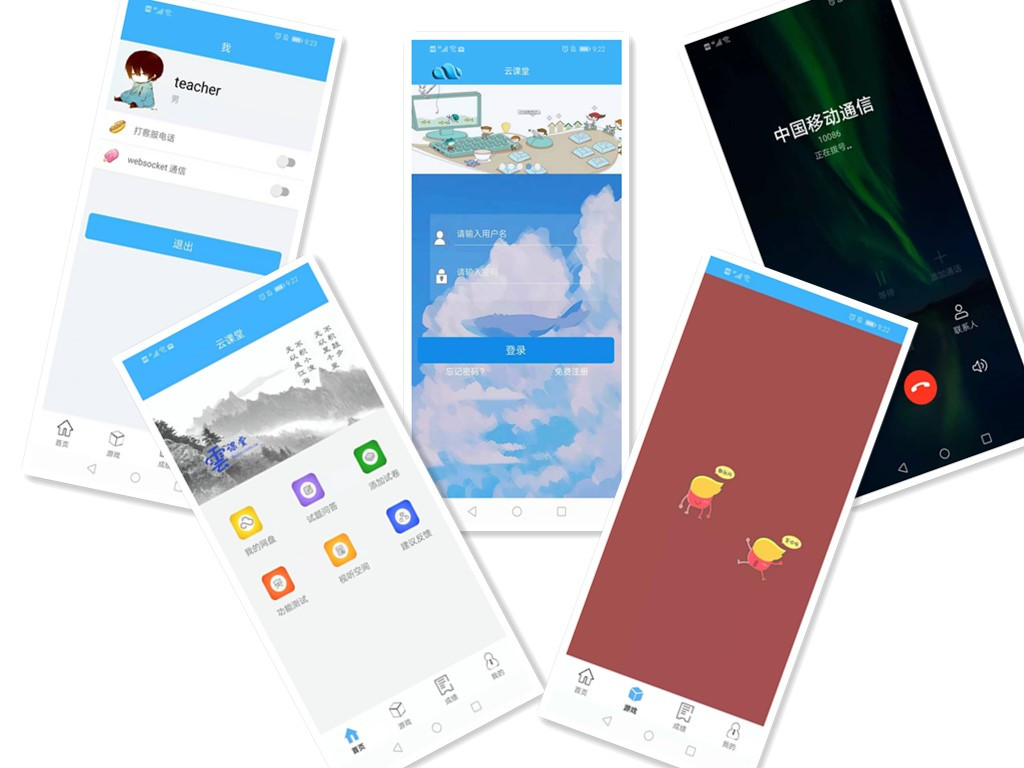 9:23
我
teacher
男
打客服电话
websocket 通信
退出
首页
游戏
9:22
云课堂
请输入用户名
请输入密码
登录
忘记密码?
免费注册
中国移动通信
10086
正在拨号..
等待
添加通话
联系人
9:22
云课堂
无以成江海
不积小流
无以至千里
不积跬步
雲课堂
我的网盘
试题问答
添加试卷
功能测试
视听空间
建议反馈
首页
游戏
成绩
我的
9:22
首页
游戏
成绩
我的